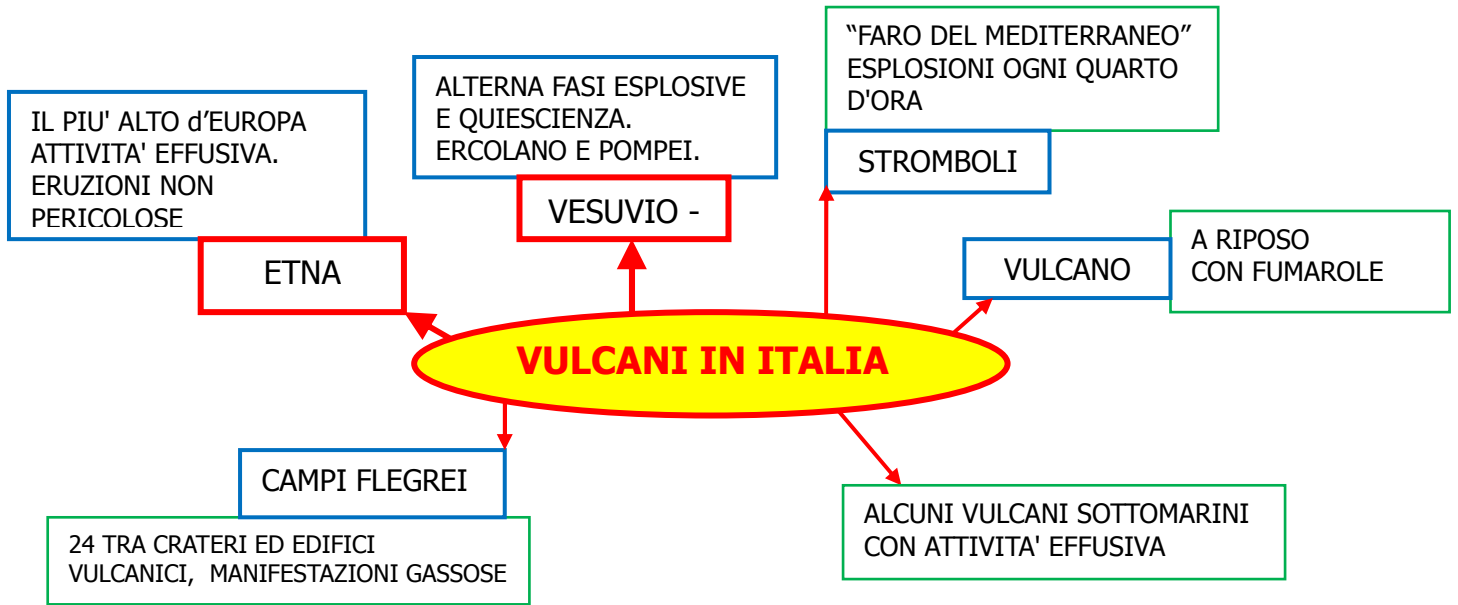 IL PIU' ALTO d’EUROPA
ATTIVITA' EFFUSIVA.
ERUZIONI NON
PERICOLOSE
ETNA
ALTERNA FASI ESPLOSIVE
E QUIESCIENZA.
ERCOLANO E POMPEI.
VESUVIO -
“FARO DEL MEDITERRANEO”
ESPLOSIONI OGNI QUARTO
D'ORA
STROMBOLI
VULCANO
A RIPOSO
CON FUMAROLE
VULCANI IN ITALIA
CAMPI FLEGREI
24 TRA CRATERI ED EDIFICI
VULCANICI, MANIFESTAZIONI GASSOSE
ALCUNI VULCANI SOTTOMARINI
CON ATTIVITA' EFFUSIVA